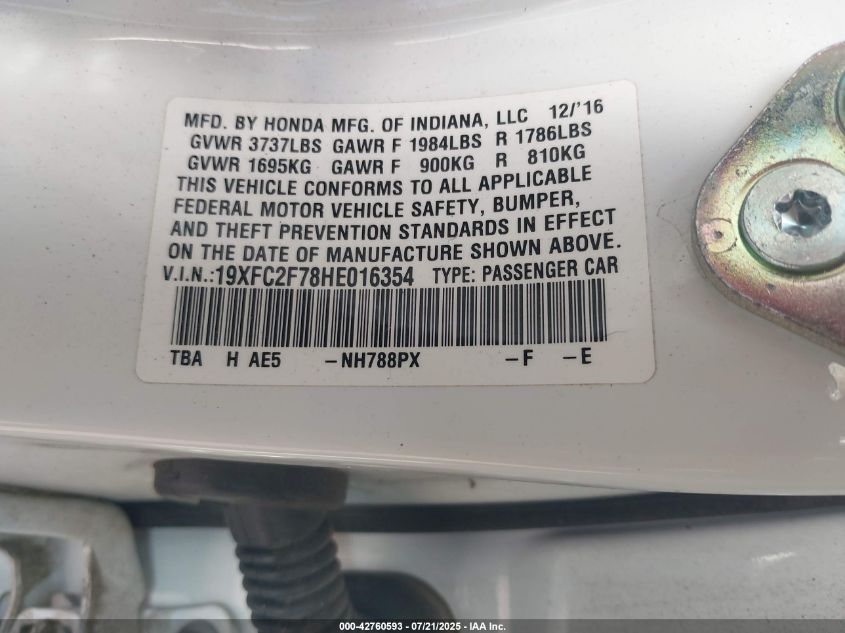 MFD. BY HONDA MFG. OF INDIANA, LLC 12/'16
GVWR 3737LBS GAWR F 1984LBS R 1786LBS
GVWR 1695KG GAWR F 900KG R 810KG
THIS VEHICLE CONFORMS TO ALL APPLICABLE
FEDERAL MOTOR VEHICLE SAFETY, BUMPER,
AND THEFT PREVENTION STANDARDS IN EFFECT
ON THE DATE OF MANUFACTURE SHOWN ABOVE.
V.I.N.:19XFC2F78HE016354 TYPE: PASSENGER CAR
TBA H AE5 -NH788PX -F -E
000-42760593 - 07/21/2025 - IAA Inc.